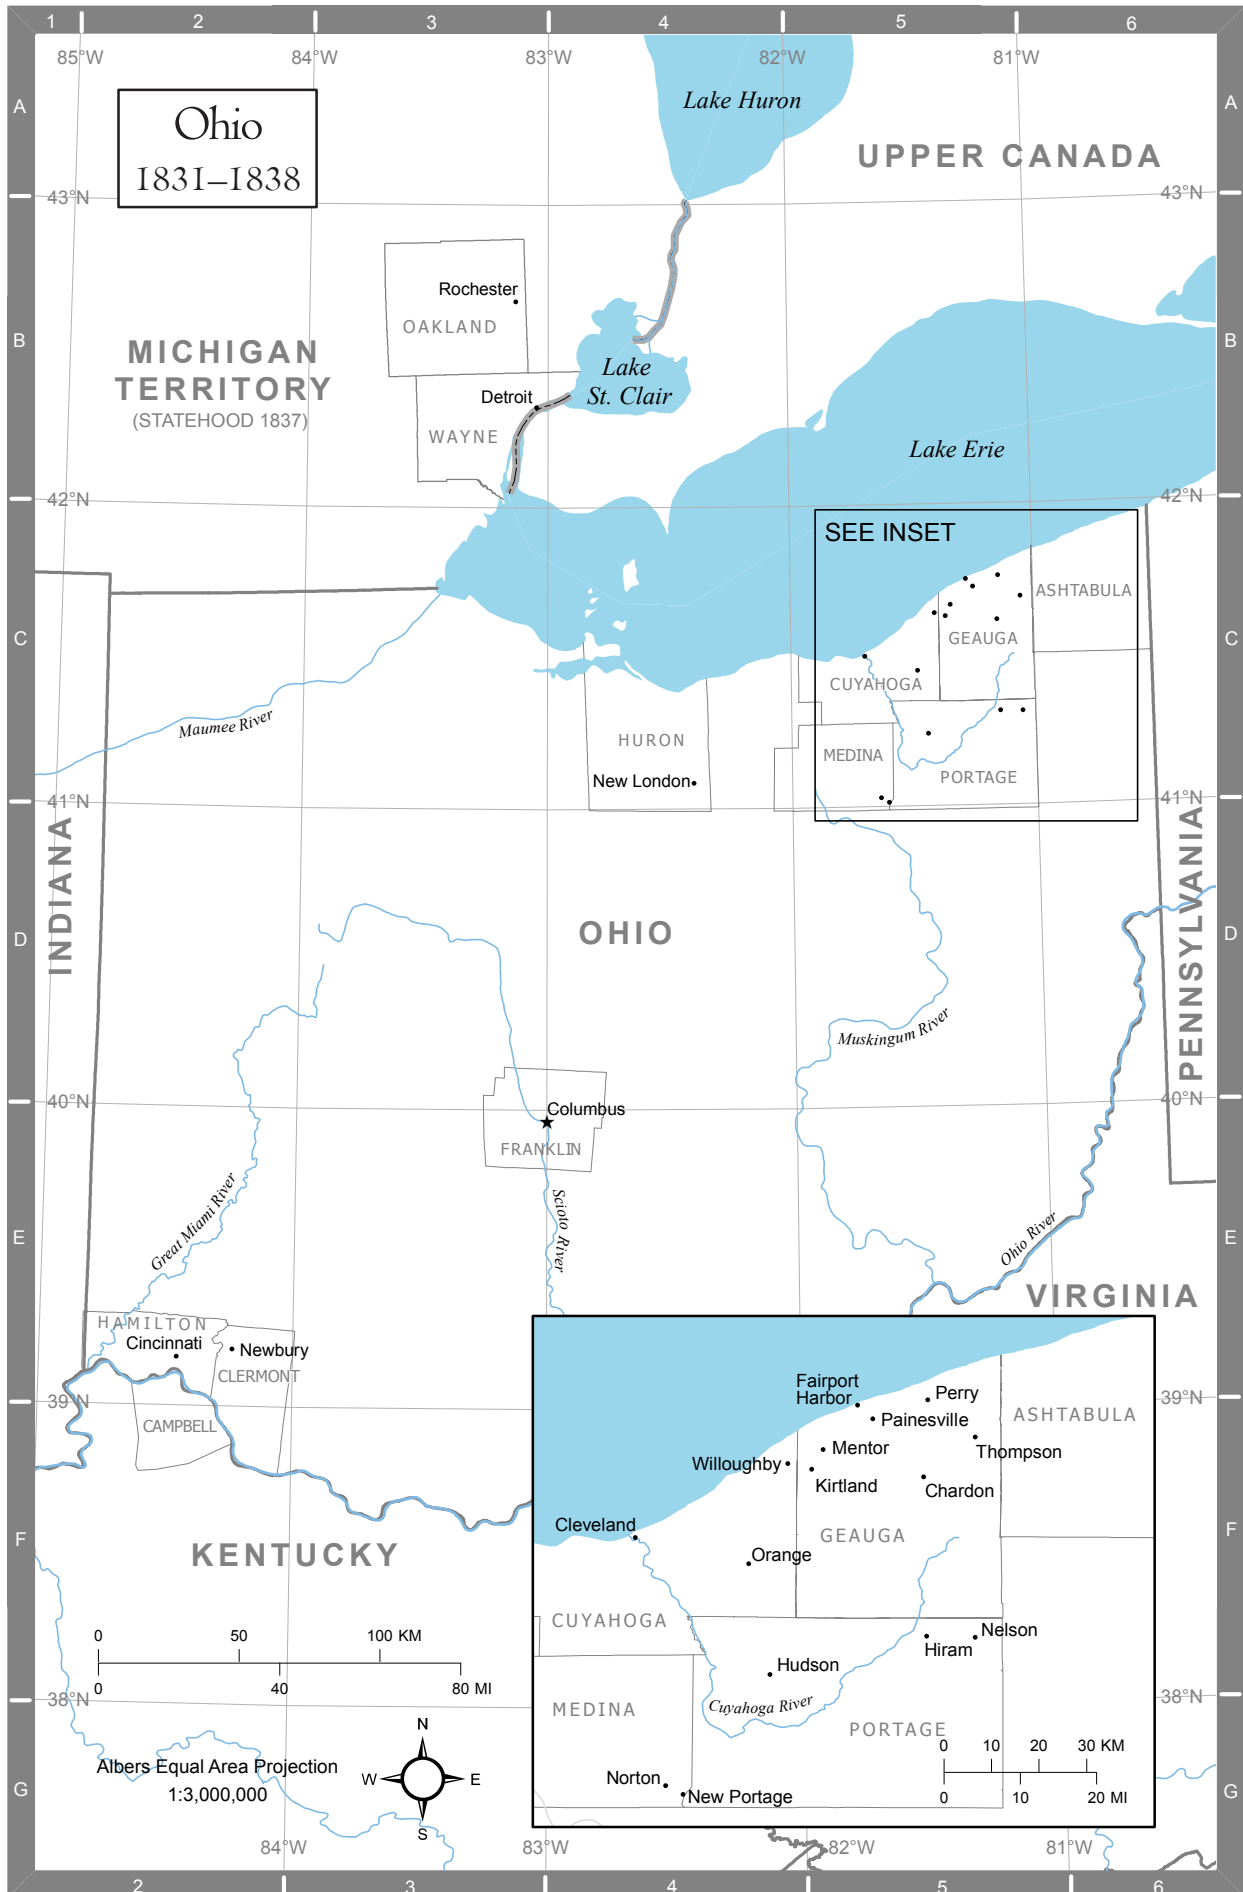 1
2
3
4
5
6
85°W
84°W
83°W
82°W
81°W
A
A
Ohio
1831–1838
Lake Huron
UPPER CANADA
43°N
43°N
Rochester
OAKLAND
B
B
MICHIGAN
TERRITORY
(STATEHOOD 1837)
Lake
St. Clair
Detroit
WAYNE
Lake Erie
42°N
42°N
SEE INSET
ASHTABULA
GEAUGA
C
C
CUYAHOGA
Maumee River
HURON
MEDINA
New London
PORTAGE
41°N
41°N
INDIANA
OHIO
PENNSYLVANIA
D
D
Muskingum River
40°N
40°N
Columbus
FRANKLIN
Great Miami River
Scioto River
Ohio River
E
E
VIRGINIA
HAMILTON
Cincinnati
Newbury
CLERMONT
39°N
39°N
CAMPBELL
Fairport
Harbor
Perry
Painesville
ASHTABULA
Mentor
Thompson
Willoughby
Kirtland
Chardon
Cleveland
GEAUGA
F
F
Orange
KENTUCKY
CUYAHOGA
Nelson
Hiram
0
50
100 KM
0
40
80 MI
Hudson
Cuyahoga River
MEDINA
PORTAGE
38°N
38°N
N
W
E
S
Albers Equal Area Projection
1:3,000,000
0
10
20
30 KM
0
10
20 MI
Norton
New Portage
G
G
84°W
83°W
82°W
81°W
2
3
4
5
6